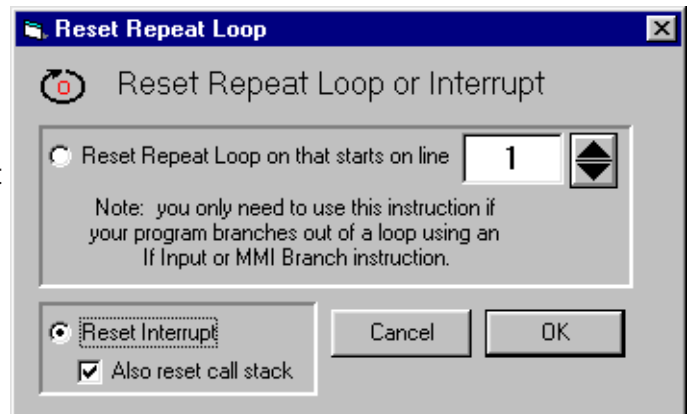 Reset Repeat Loop
0
Reset Repeat Loop or Interrupt
Reset Repeat Loop on that starts on line 1
Note: you only need to use this instruction if
your program branches out of a loop using an
If Input or MMI Branch instruction.
Reset Interrupt
Also reset call stack
Cancel
OK